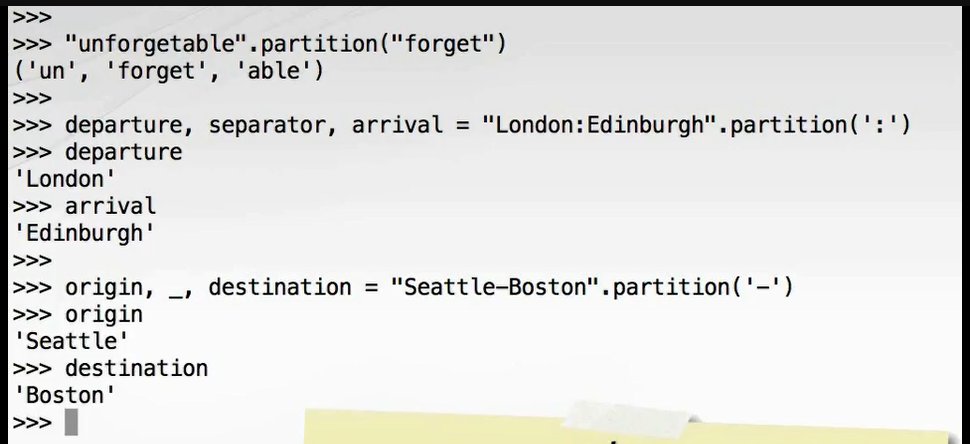 >>>
>>> "unforgetable".partition("forget")
('un', 'forget', 'able')
>>>
>>> departure, separator, arrival = "London:Edinburgh".partition(':')
>>> departure
'London'
>>> arrival
'Edinburgh'
>>>
>>> origin, _, destination = "Seattle-Boston".partition('-')
>>> origin
'Seattle'
>>> destination
'Boston'
>>>